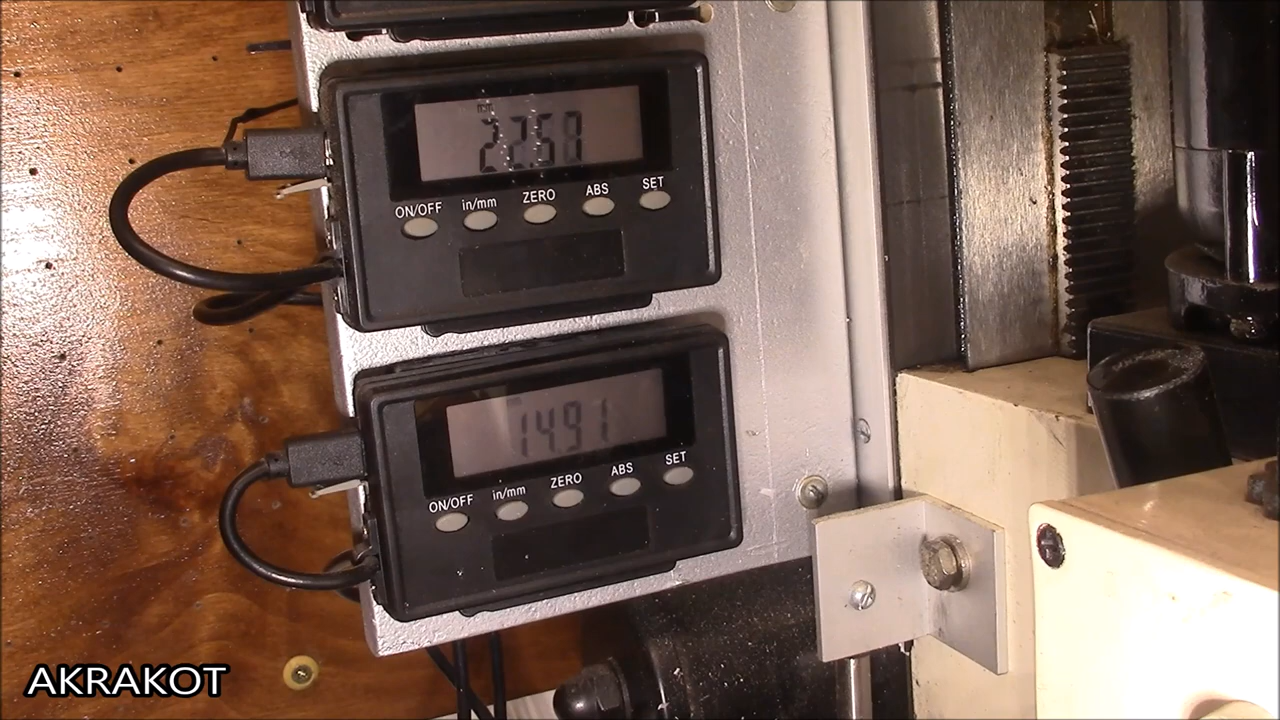 mm
22.58
ON/OFF in/mm ZERO ABS SET
14.91
ON/OFF in/mm ZERO ABS SET
AKRAKOT